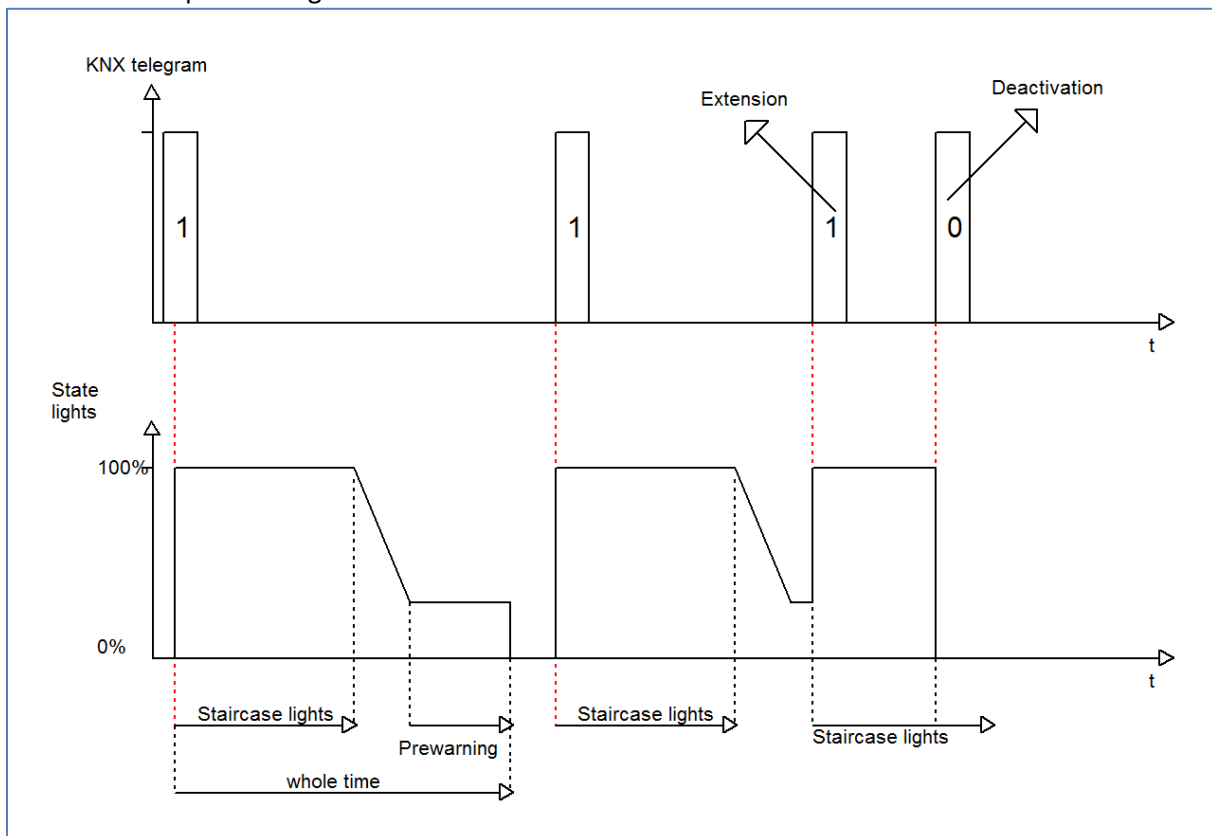 KNX telegram
Extension
Deactivation
1
1
1
0
t
State
lights
100%
0%
t
Staircase lights
Staircase lights
Staircase lights
Prewarning
whole time